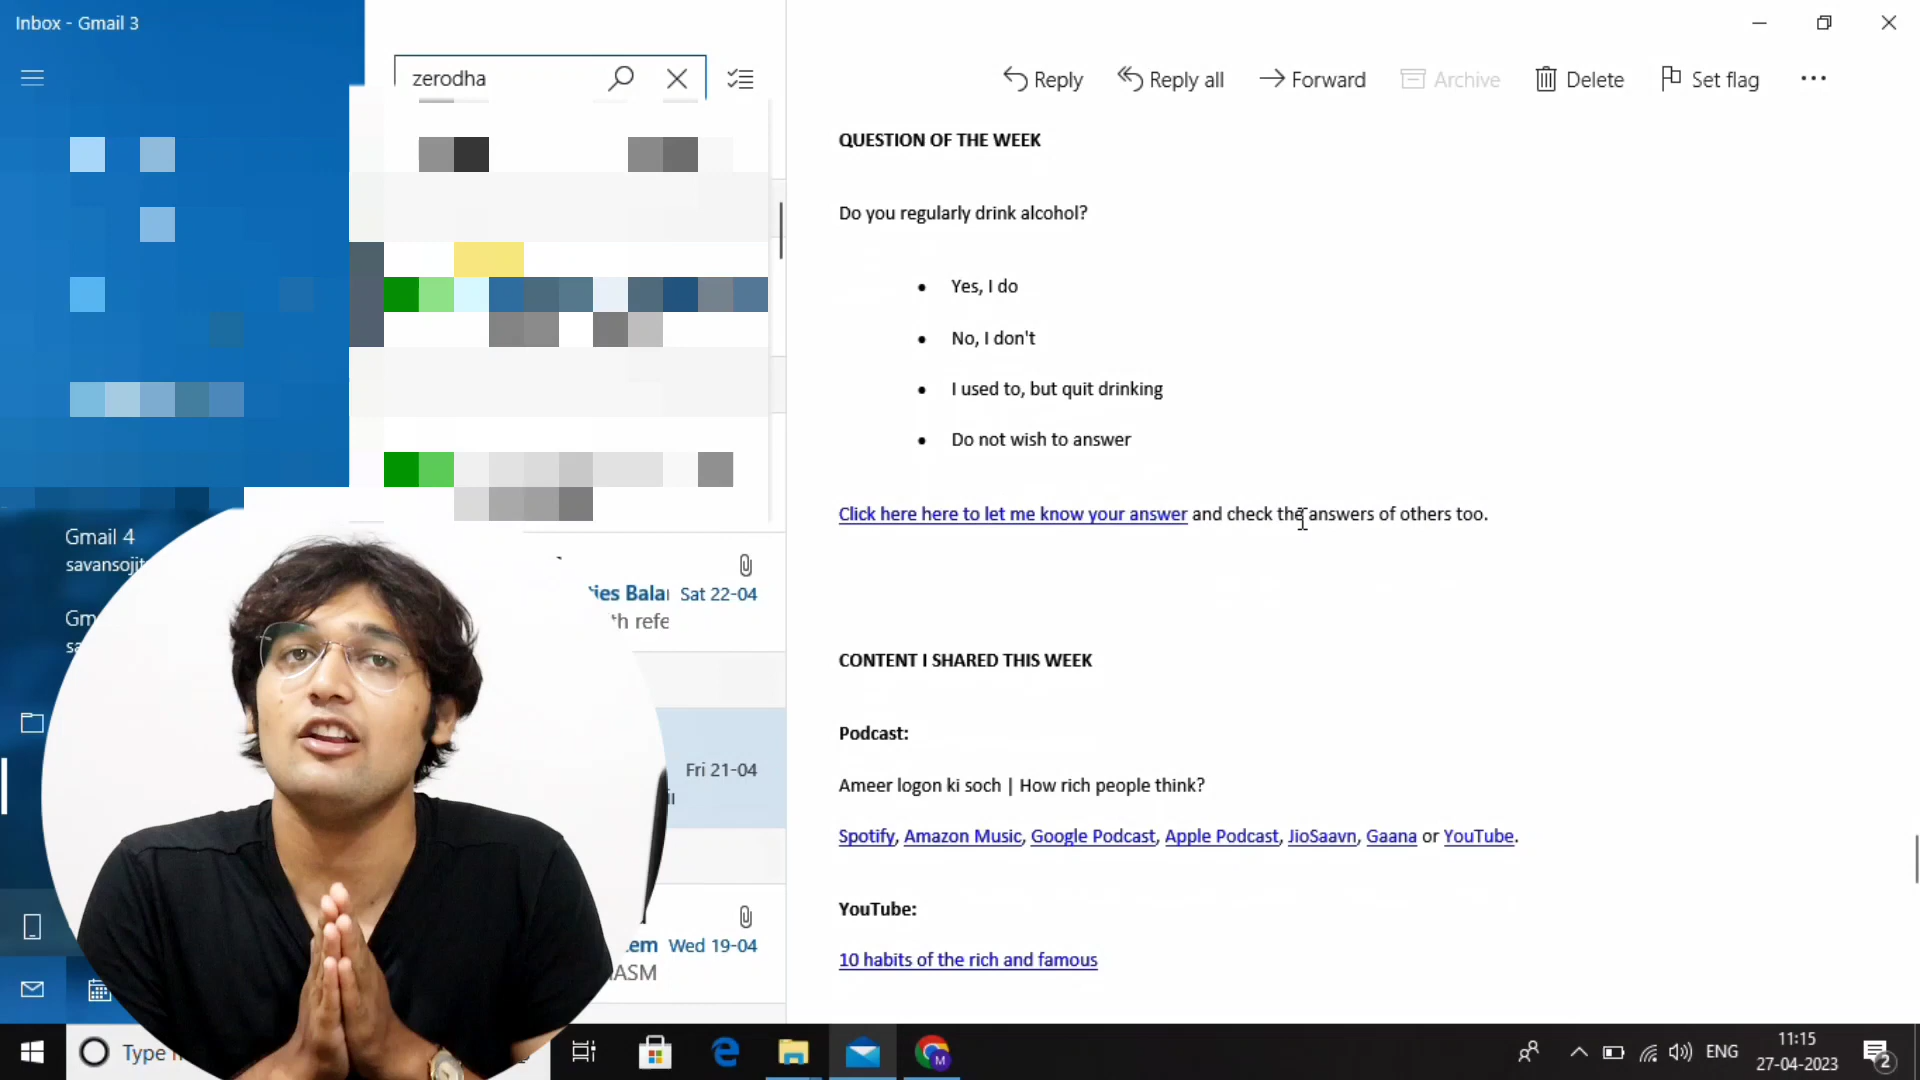 Inbox - Gmail 3
zerodha
Reply
Reply all
Forward
Archive
Delete
Set flag
QUESTION OF THE WEEK
Do you regularly drink alcohol?
Yes, I do
No, I don't
I used to, but quit drinking
Do not wish to answer
Click here here to let me know your answer and check the answers of others too.
Gmail 4
Sat 22-04
CONTENT I SHARED THIS WEEK
Podcast:
Fri 21-04
Ameer logon ki soch | How rich people think?
Spotify, Amazon Music, Google Podcast, Apple Podcast, JioSaavn, Gaana or YouTube.
YouTube:
Wed 19-04
10 habits of the rich and famous
Type
ENG
11:15
27-04-2023
2